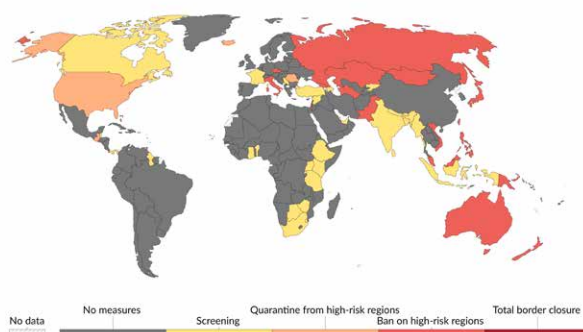 No data
No measures
Screening
Quarantine from high-risk regions
Ban on high-risk regions
Total border closure